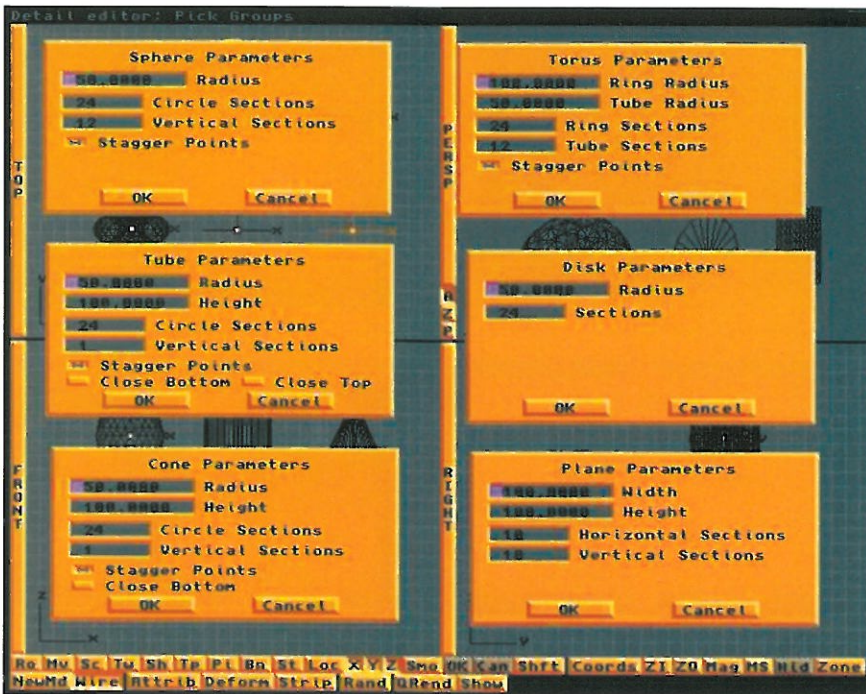 Detail editor: Pick Groups
Sphere Parameters
50.0000 Radius
24 Circle Sections
12 Vertical Sections
Stagger Points
OK Cancel
Torus Parameters
100.0000 Ring Radius
50.0000 Tube Radius
24 Ring Sections
12 Tube Sections
Stagger Points
OK Cancel
Tube Parameters
50.0000 Radius
100.0000 Height
24 Circle Sections
1 Vertical Sections
Stagger Points
Close Bottom Close Top
OK Cancel
Disk Parameters
50.0000 Radius
24 Sections
OK Cancel
Cone Parameters
50.0000 Radius
100.0000 Height
24 Circle Sections
1 Vertical Sections
Stagger Points
Close Bottom
OK Cancel
Plane Parameters
100.0000 Width
100.0000 Height
10 Horizontal Sections
10 Vertical Sections
OK Cancel
TOP
PERSP
FRONT
RIGHT
Ro Mv Sc Tw Sh Tp Pi Bn St Loc X Y Z Smo OK Can Shft Coords ZI ZO Mag MS Hid Zone
NewMd Wire Attrib Deform Strip Rand QRend Show